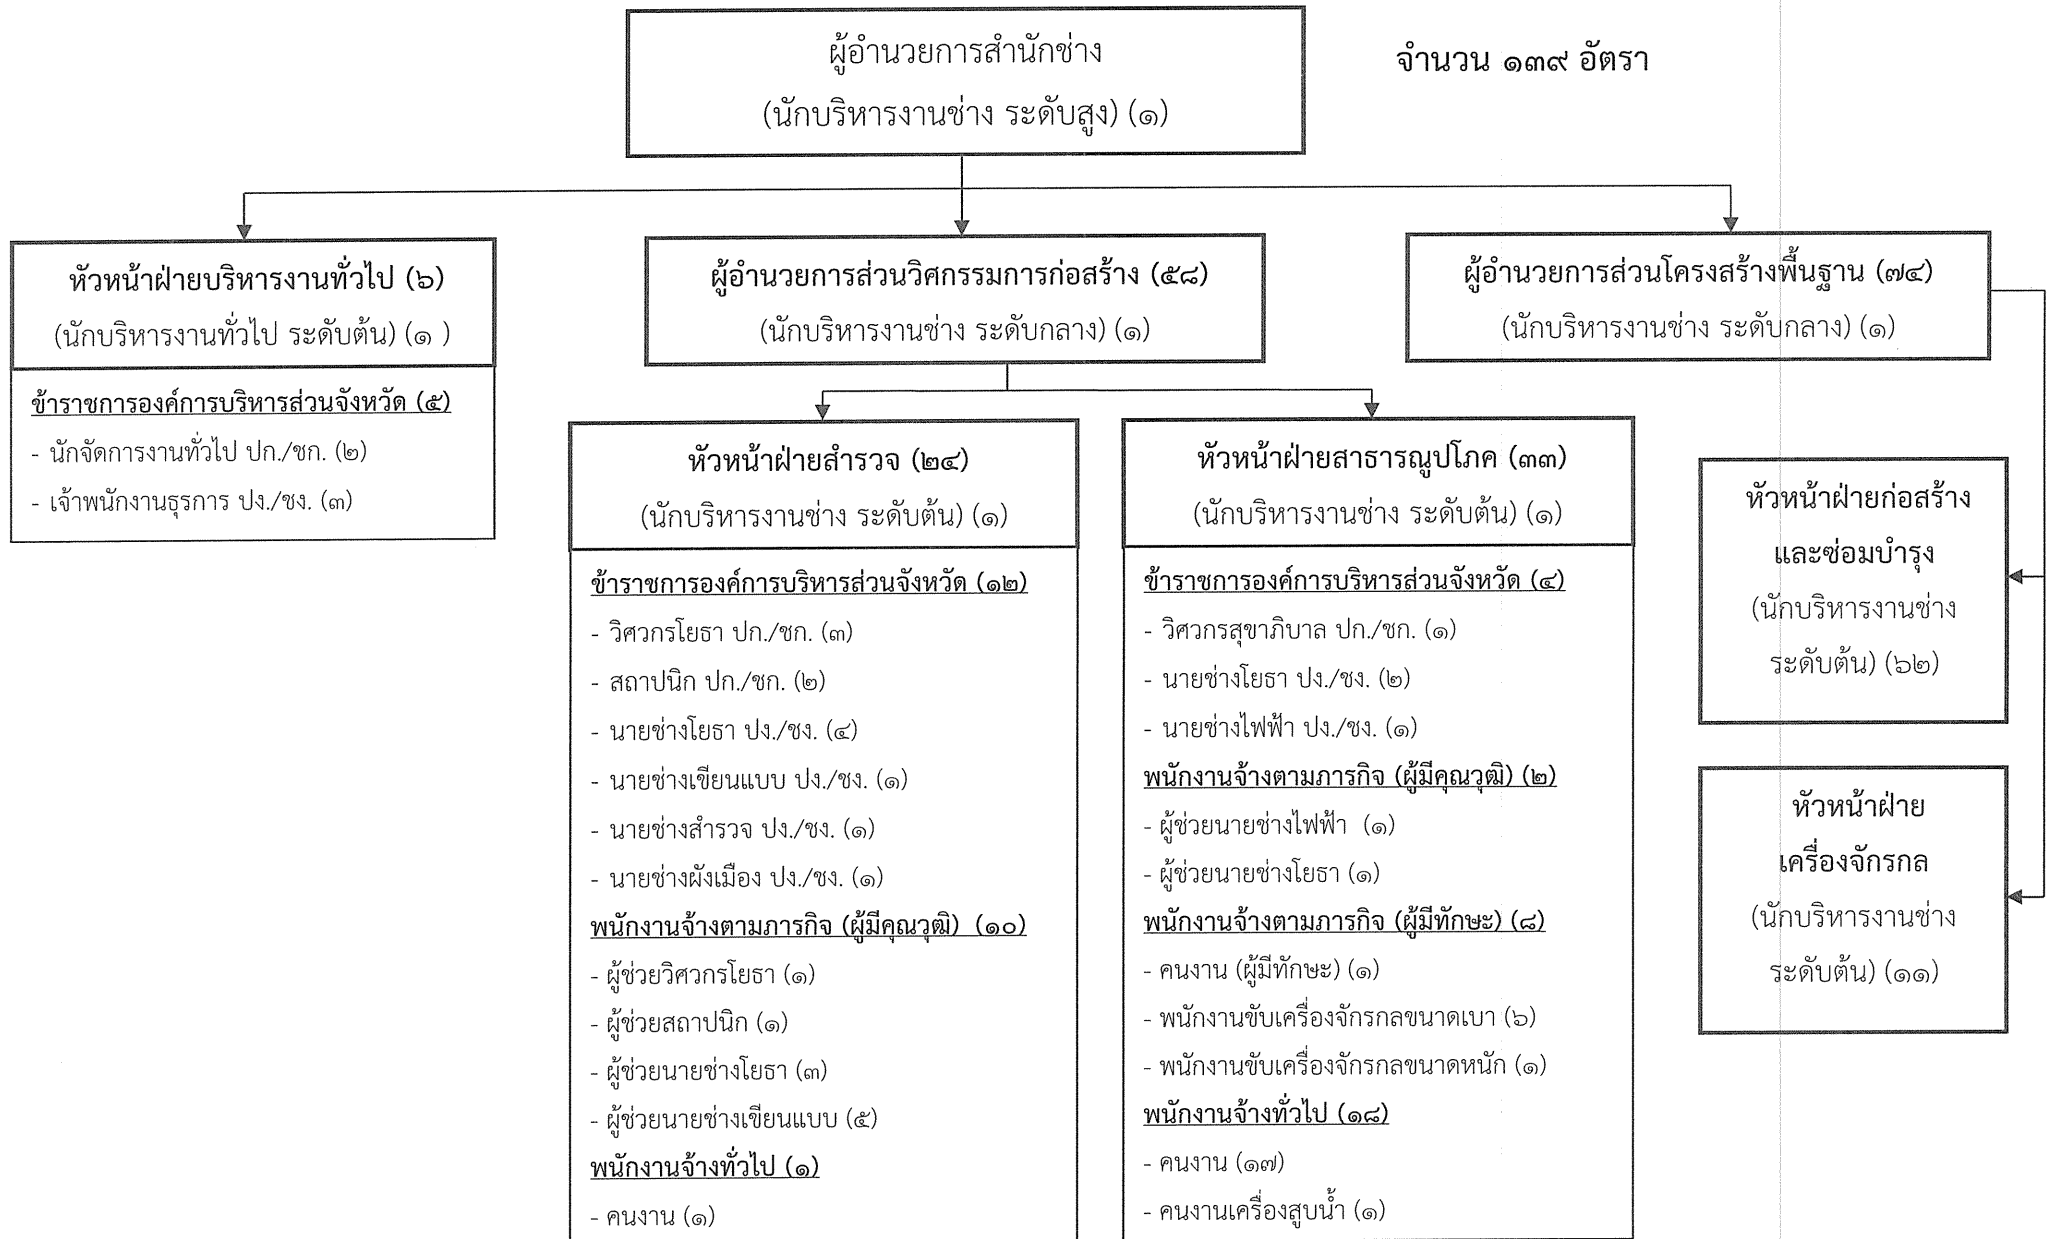 ผู้อำนวยการสำนักช่าง
(นักบริหารงานช่าง ระดับสูง) (๑)
จำนวน ๑๓๙ อัตรา
หัวหน้าฝ่ายบริหารงานทั่วไป (๖)
(นักบริหารงานทั่วไป ระดับต้น) (๑ )
ข้าราชการองค์การบริหารส่วนจังหวัด (๕)
- นักจัดการงานทั่วไป ปก./ชก. (๒)
- เจ้าพนักงานธุรการ ปง./ชง. (๓)
ผู้อำนวยการส่วนวิศกรรมการก่อสร้าง (๕๘)
(นักบริหารงานช่าง ระดับกลาง) (๑)
หัวหน้าฝ่ายสำรวจ (๒๔)
(นักบริหารงานช่าง ระดับต้น) (๑)
ข้าราชการองค์การบริหารส่วนจังหวัด (๑๒)
- วิศวกรโยธา ปก./ชก. (๓)
- สถาปนิก ปก./ชก. (๒)
- นายช่างโยธา ปง./ชง. (๔)
- นายช่างเขียนแบบ ปง./ชง. (๑)
- นายช่างสำรวจ ปง./ชง. (๑)
- นายช่างผังเมือง ปง./ชง. (๑)
พนักงานจ้างตามภารกิจ (ผู้มีคุณวุฒิ) (๑๐)
- ผู้ช่วยวิศวกรโยธา (๑)
- ผู้ช่วยสถาปนิก (๑)
- ผู้ช่วยนายช่างโยธา (๓)
- ผู้ช่วยนายช่างเขียนแบบ (๕)
พนักงานจ้างทั่วไป (๑)
- คนงาน (๑)
หัวหน้าฝ่ายสาธารณูปโภค (๓๓)
(นักบริหารงานช่าง ระดับต้น) (๑)
ข้าราชการองค์การบริหารส่วนจังหวัด (๔)
- วิศวกรสุขาภิบาล ปก./ชก. (๑)
- นายช่างโยธา ปง./ชง. (๒)
- นายช่างไฟฟ้า ปง./ชง. (๑)
พนักงานจ้างตามภารกิจ (ผู้มีคุณวุฒิ) (๒)
- ผู้ช่วยนายช่างไฟฟ้า (๑)
- ผู้ช่วยนายช่างโยธา (๑)
พนักงานจ้างตามภารกิจ (ผู้มีทักษะ) (๘)
- คนงาน (ผู้มีทักษะ) (๑)
- พนักงานขับเครื่องจักรกลขนาดเบา (๖)
- พนักงานขับเครื่องจักรกลขนาดหนัก (๑)
พนักงานจ้างทั่วไป (๑๘)
- คนงาน (๑๗)
- คนงานเครื่องสูบน้ำ (๑)
ผู้อำนวยการส่วนโครงสร้างพื้นฐาน (๗๔)
(นักบริหารงานช่าง ระดับกลาง) (๑)
หัวหน้าฝ่ายก่อสร้าง
และซ่อมบำรุง
(นักบริหารงานช่าง
ระดับต้น) (๖๒)
หัวหน้าฝ่าย
เครื่องจักรกล
(นักบริหารงานช่าง
ระดับต้น) (๑๑)